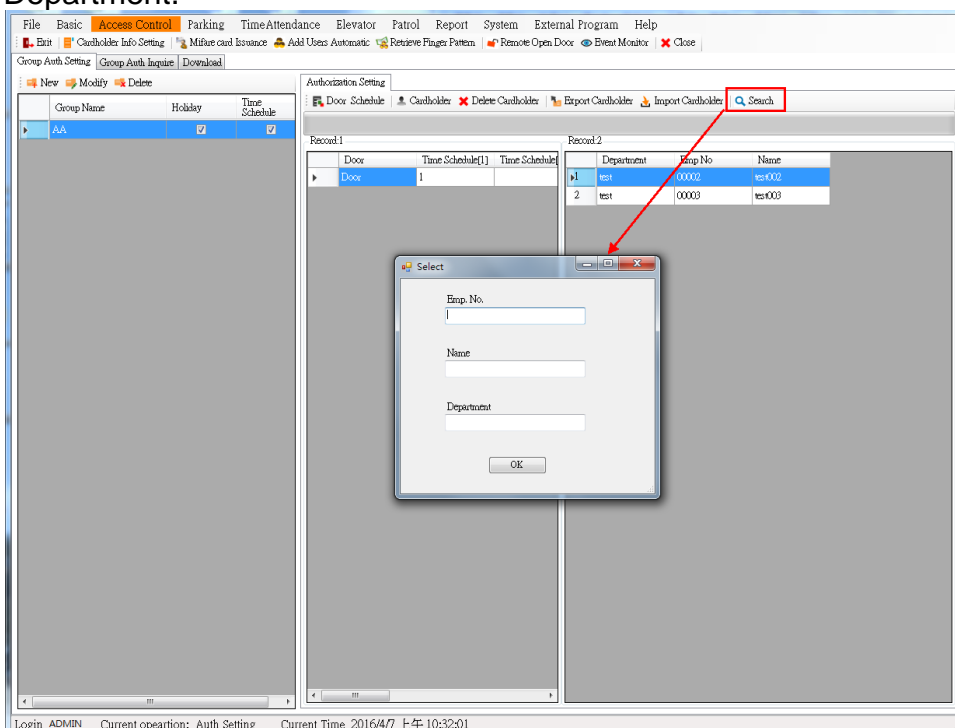 Department.
File Basic Access Control Parking TimeAttendance Elevator Patrol Report System External Program Help
Exit Cardholder Info Setting Mifare card Issuance Add Users Automatic Retrieve Finger Pattern Remote Open Door Event Monitor Close
Group Auth Setting Group Auth Inquire Download
New Modify Delete
Group Name Holiday Time Schedule
AA
Authorization Setting
Door Schedule Cardholder Delete Cardholder Export Cardholder Import Cardholder Search
Record:1
Door Time Schedule[1] Time Schedule[
Door 1
Record:2
Department Emp No Name
1 test 00002 test002
2 test 00003 test003
Select
Emp. No.
Name
Department
OK
Login ADMIN Current opeartion: Auth Setting Current Time 2016/4/7 上午 10:32:01